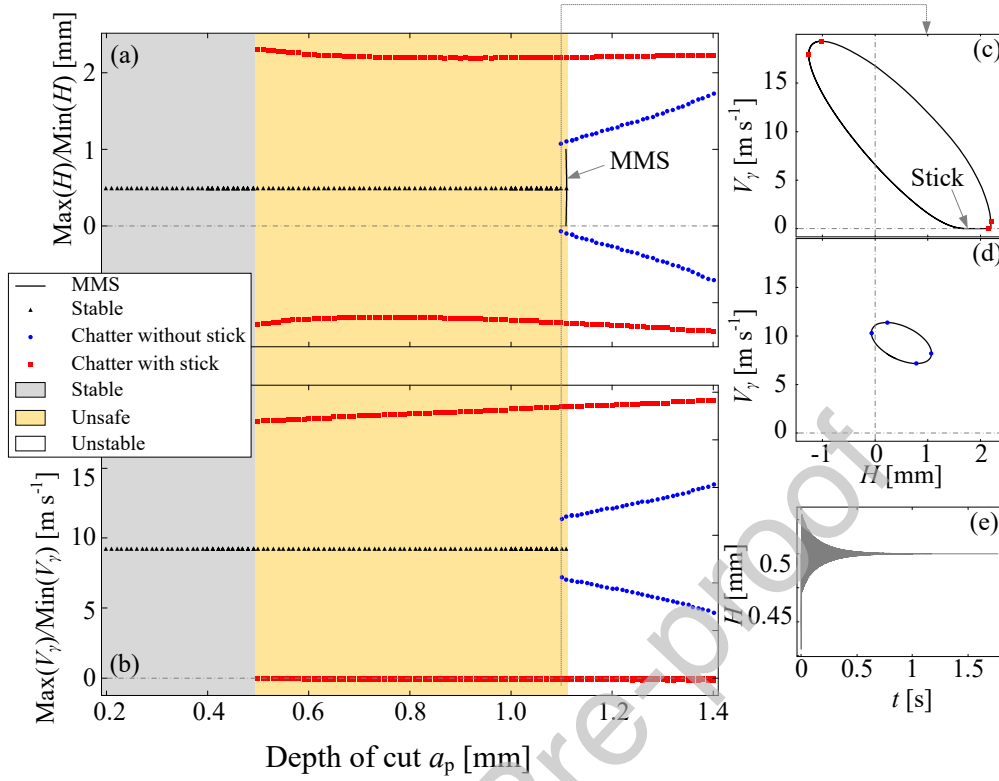 (a)
Max(H)/Min(H) [mm]
2
1
0
MMS
MMS
Stable
Chatter without stick
Chatter with stick
Stable
Unsafe
Unstable
(b)
Max(Vγ)/Min(Vγ) [m s⁻¹]
15
10
5
0
0.2 0.4 0.6 0.8 1.0 1.2 1.4
Depth of cut aₚ [mm]
(c)
Vγ [m s⁻¹]
15
10
5
0
Stick
(d)
Vγ [m s⁻¹]
15
10
5
0
-1 0 1 2
H [mm]
(e)
H [mm]
0.5
0.45
0 0.5 1 1.5
t [s]
Pre-proof